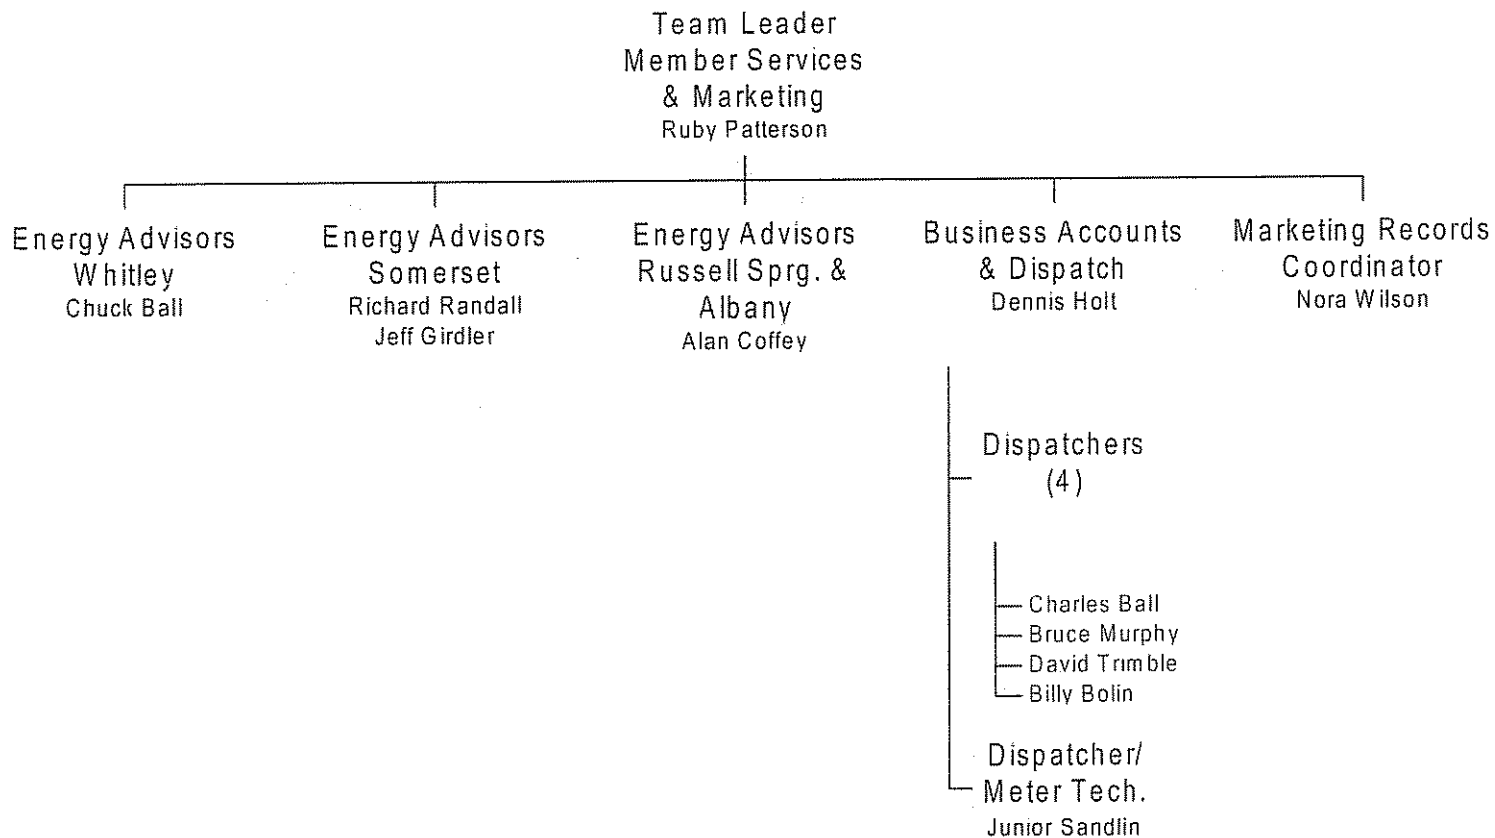 Team Leader
Member Services
& Marketing
Ruby Patterson
Energy Advisors
Whitley
Chuck Ball
Energy Advisors
Somerset
Richard Randall
Jeff Girdler
Energy Advisors
Russell Sprg. &
Albany
Alan Coffey
Business Accounts
& Dispatch
Dennis Holt
Marketing Records
Coordinator
Nora Wilson
Dispatchers
(4)
Charles Ball
Bruce Murphy
David Trimble
Billy Bolin
Dispatcher/
Meter Tech.
Junior Sandlin